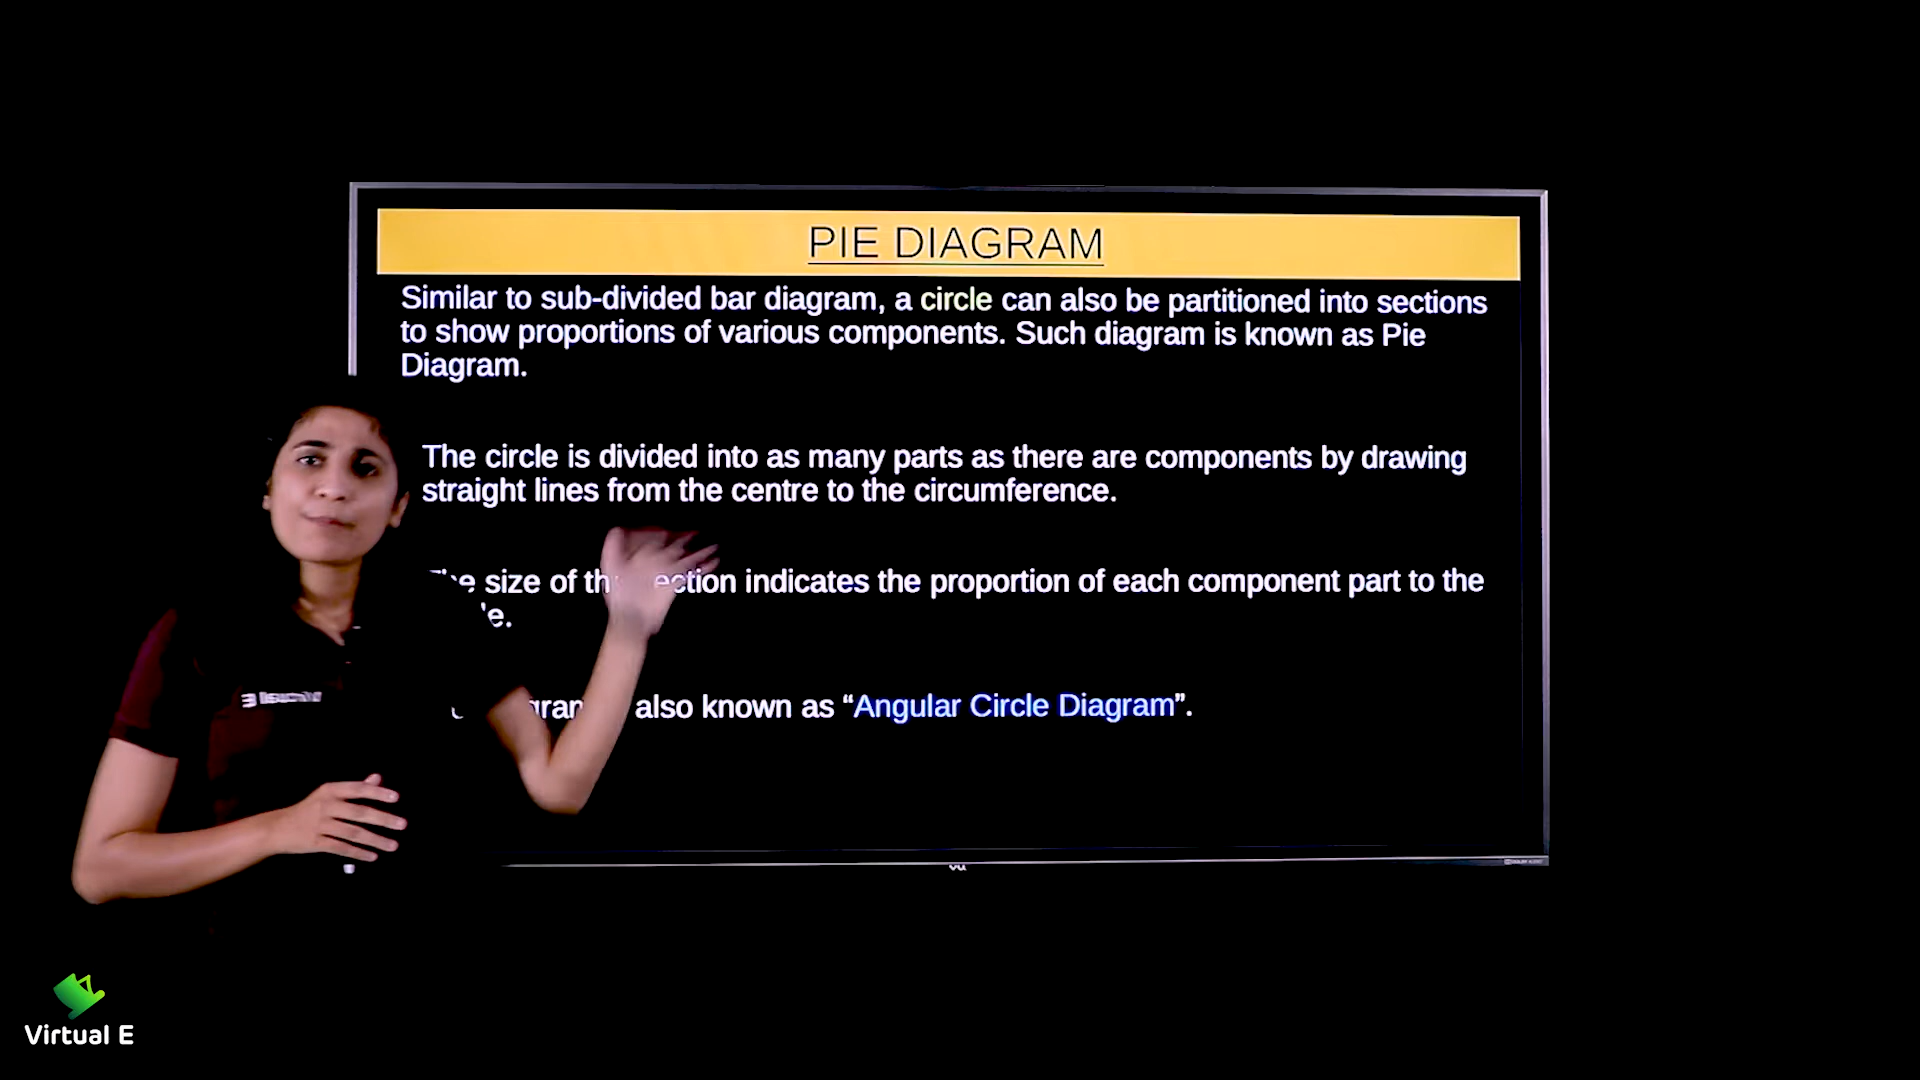 PIE DIAGRAM
Similar to sub-divided bar diagram, a circle can also be partitioned into sections
to show proportions of various components. Such diagram is known as Pie
Diagram.
The circle is divided into as many parts as there are components by drawing
straight lines from the centre to the circumference.
size of indicates the proportion of each component part to the
also known as “Angular Circle Diagram”.
Virtual E